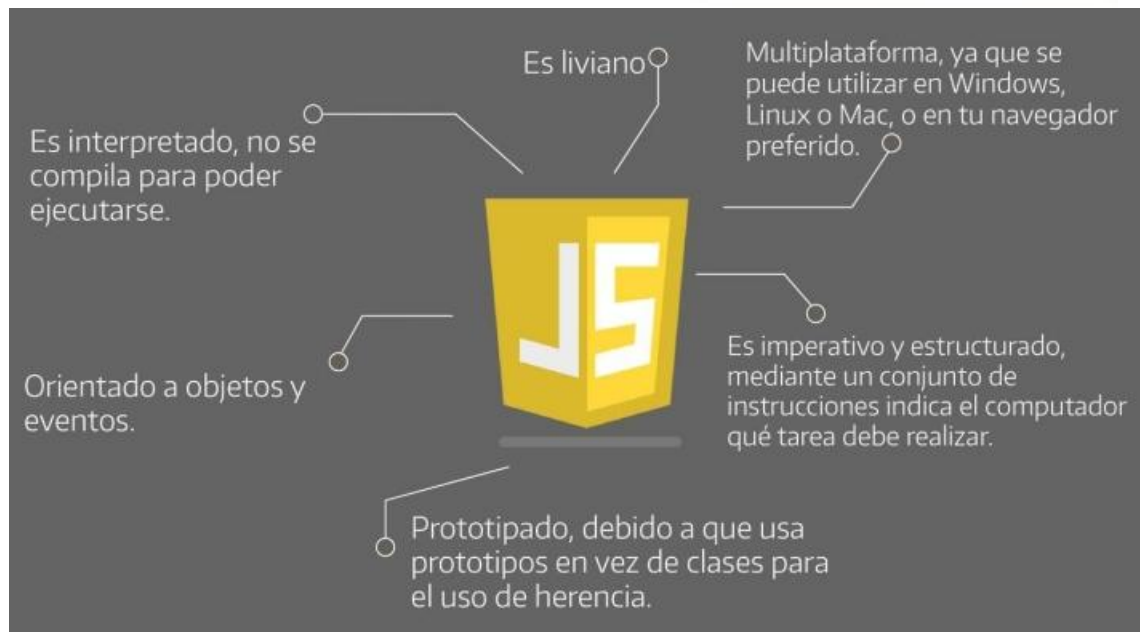 Es liviano
Multiplataforma, ya que se
puede utilizar en Windows,
Linux o Mac, o en tu navegador
preferido.
Es interpretado, no se
compila para poder
ejecutarse.
JS
Orientado a objetos y
eventos.
Es imperativo y estructurado,
mediante un conjunto de
instrucciones indica el computador
qué tarea debe realizar.
Prototipado, debido a que usa
prototipos en vez de clases para
el uso de herencia.